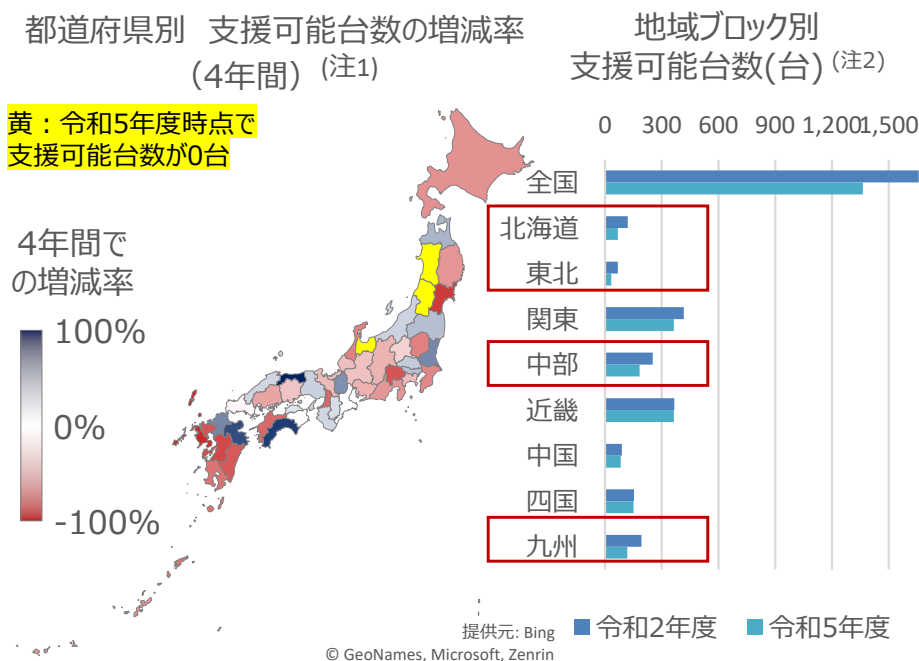 都道府県別 支援可能台数の増減率
(4年間) (注1)
黄：令和5年度時点で
支援可能台数が0台
4年間で
の増減率
100%
0%
-100%
地域ブロック別
支援可能台数(台) (注2)
0 300 600 900 1,200 1,500
全国
北海道
東北
関東
中部
近畿
中国
四国
九州
提供元: Bing
© GeoNames, Microsoft, Zenrin
令和2年度 令和5年度